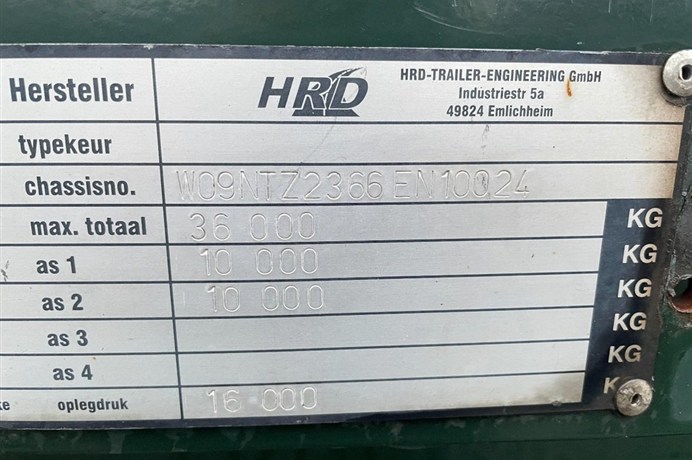 Hersteller HRD HRD-TRAILER-ENGINEERING GmbH
Industriestr 5a
49824 Emlichheim
typekeur
chassisno. W09NTZ2366EN10024
max. totaal 36 000 KG
as 1 10 000 KG
as 2 10 000 KG
as 3 KG
as 4 KG
oplegdruk 16 000